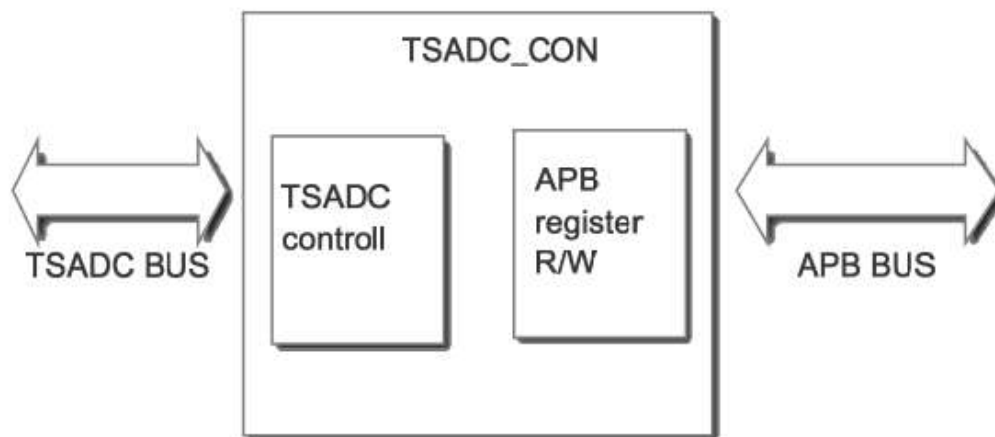 TSADC_CON
TSADC
controll
APB
register
R/W
TSADC BUS
APB BUS